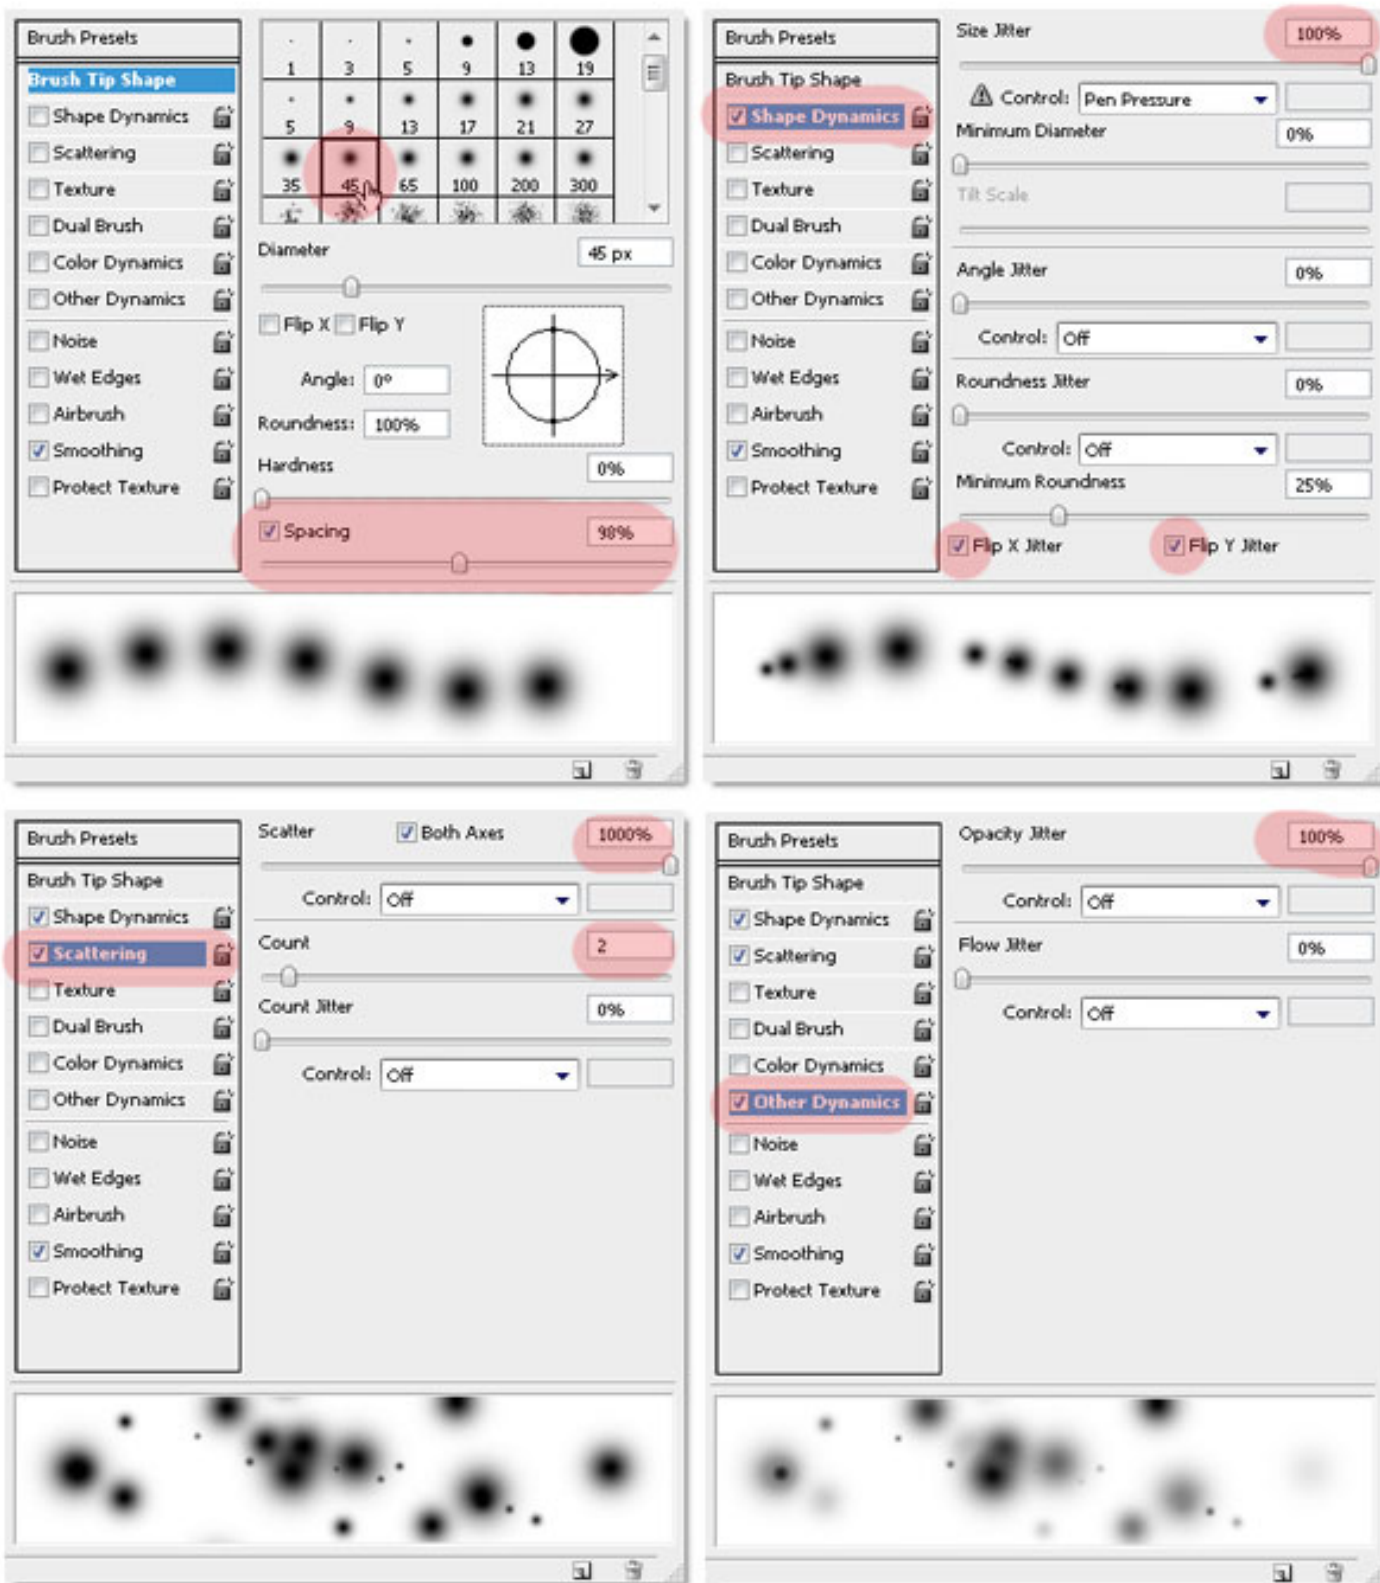 Brush Presets
Brush Tip Shape
Shape Dynamics
Scattering
Texture
Dual Brush
Color Dynamics
Other Dynamics
Noise
Wet Edges
Airbrush
Smoothing
Protect Texture
1 3 5 9 13 19
5 9 13 17 21 27
35 45 65 100 200 300
Diameter 45 px
Flip X Flip Y
Angle: 0º
Roundness: 100%
Hardness 0%
Spacing 98%
Brush Presets
Brush Tip Shape
Shape Dynamics
Scattering
Texture
Dual Brush
Color Dynamics
Other Dynamics
Noise
Wet Edges
Airbrush
Smoothing
Protect Texture
Size Jitter 100%
Control: Pen Pressure
Minimum Diameter 0%
Tilt Scale
Angle Jitter 0%
Control: Off
Roundness Jitter 0%
Control: Off
Minimum Roundness 25%
Flip X Jitter Flip Y Jitter
Brush Presets
Brush Tip Shape
Shape Dynamics
Scattering
Texture
Dual Brush
Color Dynamics
Other Dynamics
Noise
Wet Edges
Airbrush
Smoothing
Protect Texture
Scatter Both Axes 1000%
Control: Off
Count 2
Count Jitter 0%
Control: Off
Brush Presets
Brush Tip Shape
Shape Dynamics
Scattering
Texture
Dual Brush
Color Dynamics
Other Dynamics
Noise
Wet Edges
Airbrush
Smoothing
Protect Texture
Opacity Jitter 100%
Control: Off
Flow Jitter 0%
Control: Off